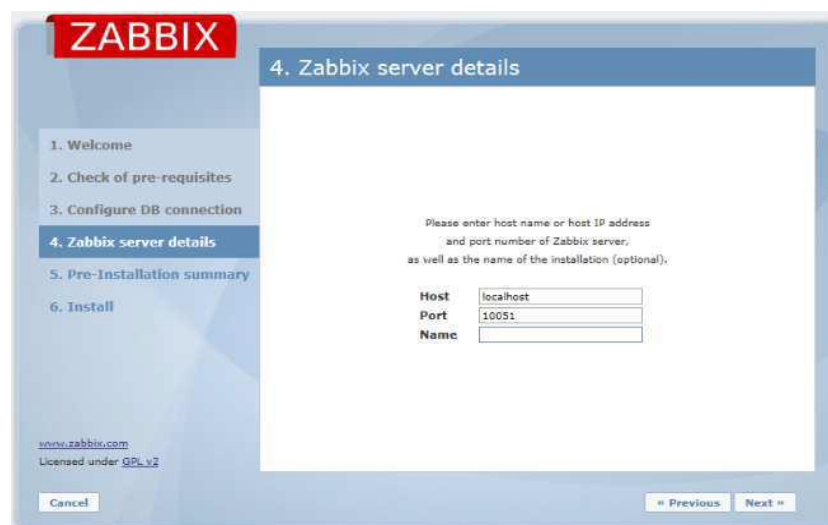 ZABBIX
4. Zabbix server details
1. Welcome
2. Check of pre-requisites
3. Configure DB connection
4. Zabbix server details
5. Pre-Installation summary
6. Install
Please enter host name or host IP address
and port number of Zabbix server,
as well as the name of the installation (optional).
Host localhost
Port 10051
Name
www.zabbix.com
Licensed under GPL v2
Cancel
« Previous Next »